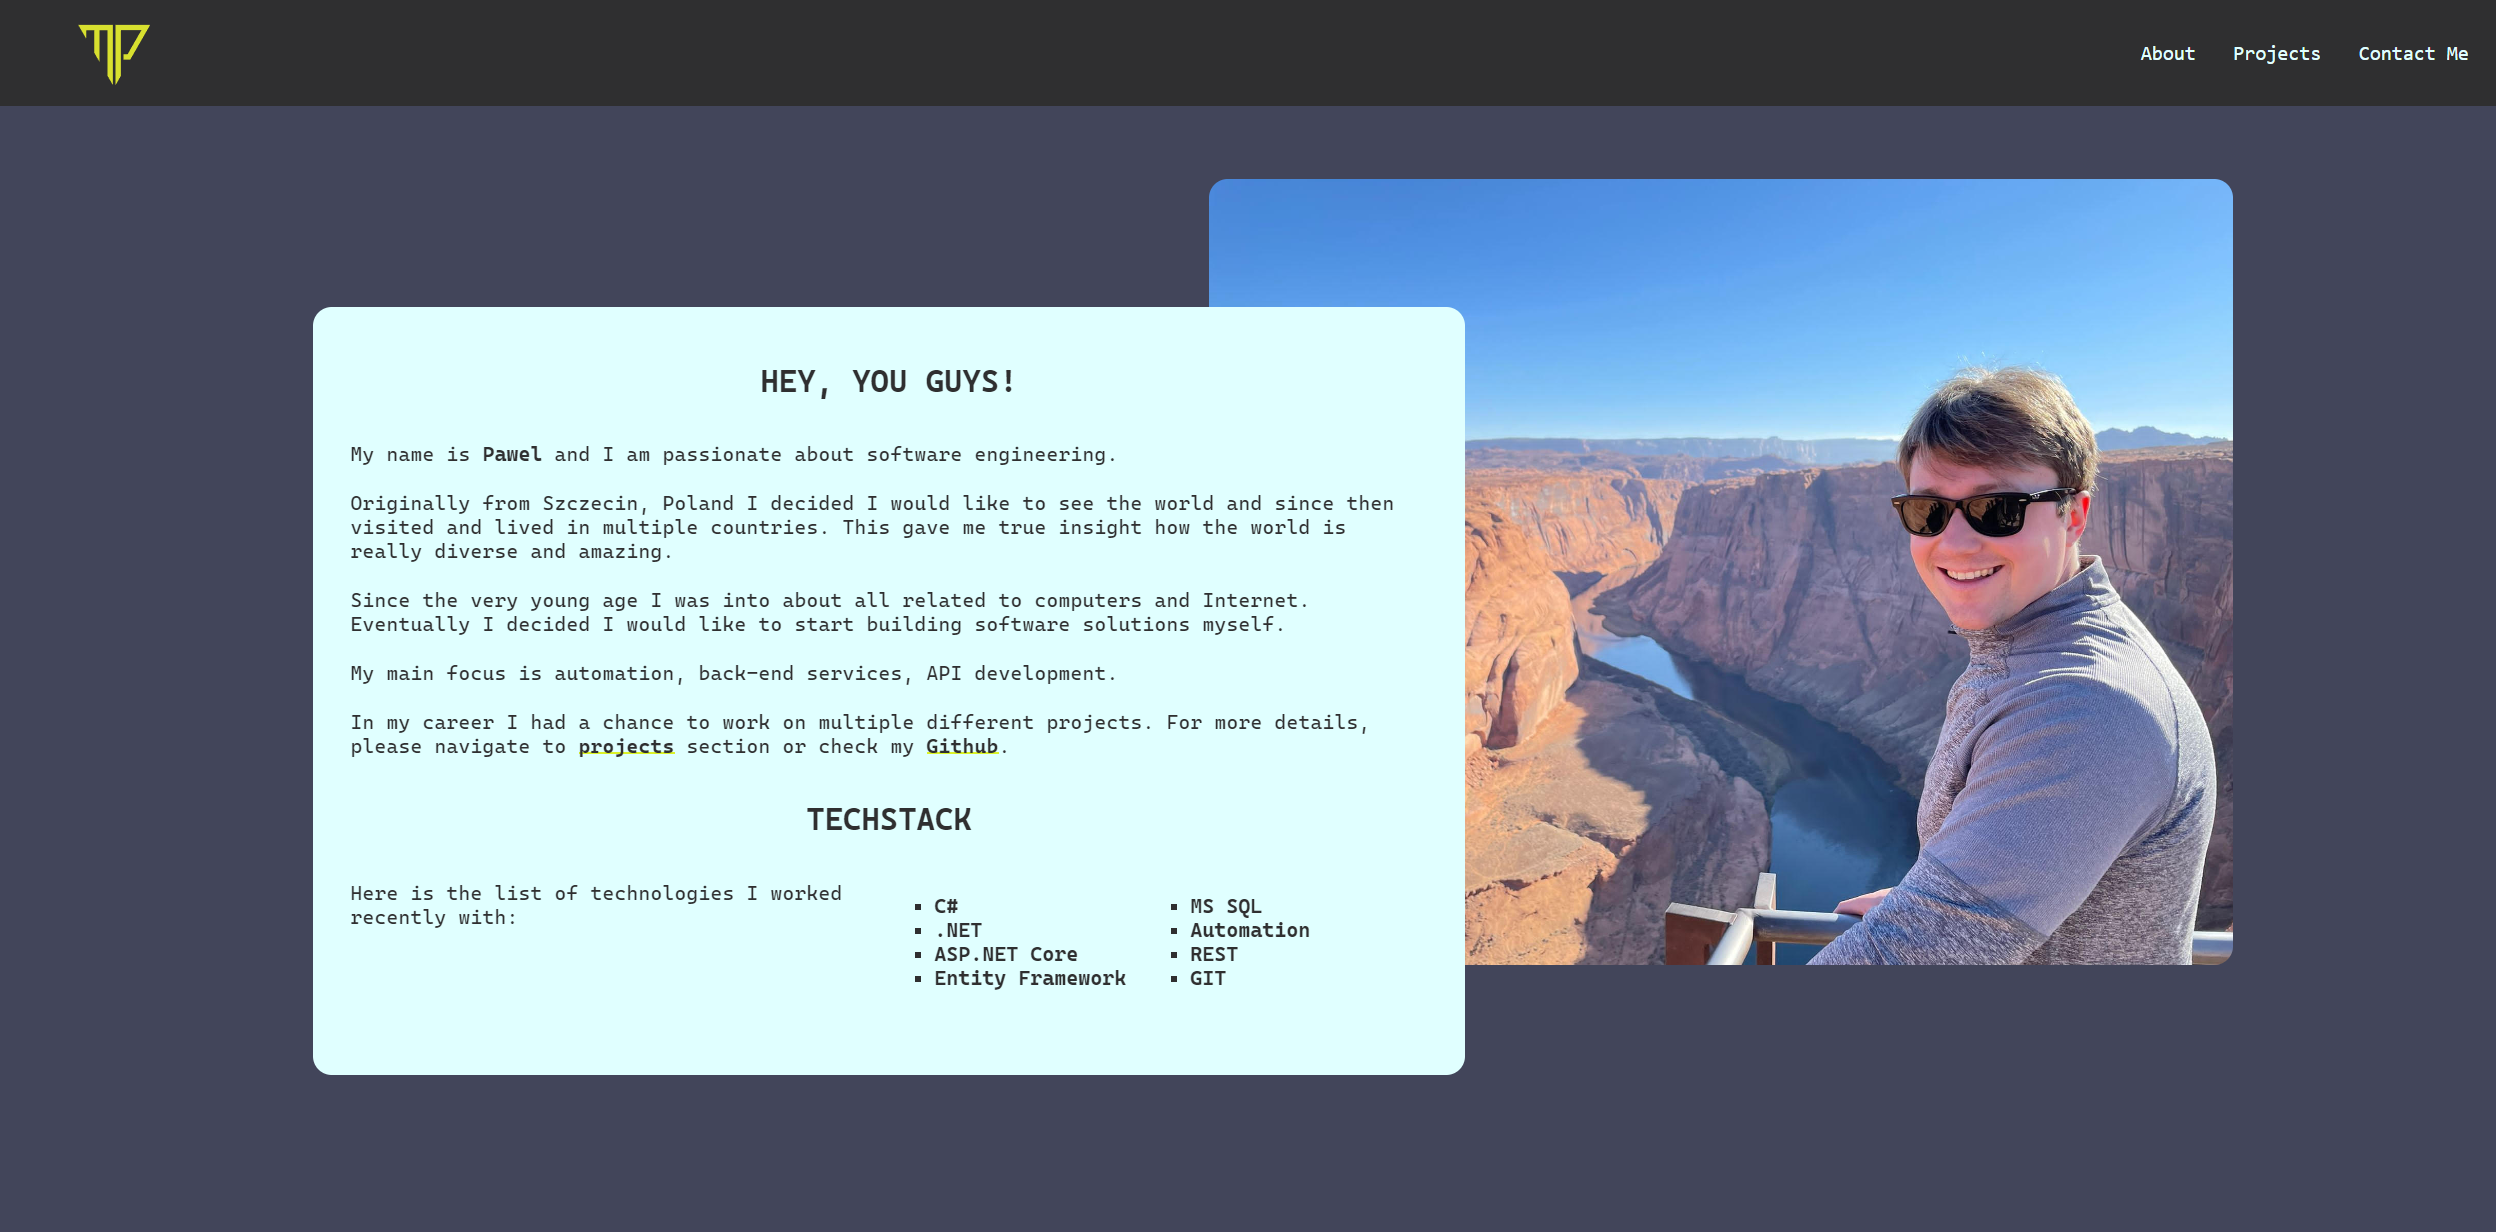 About Projects Contact Me
HEY, YOU GUYS!
My name is Pawel and I am passionate about software engineering.
Originally from Szczecin, Poland I decided I would like to see the world and since then
visited and lived in multiple countries. This gave me true insight how the world is
really diverse and amazing.
Since the very young age I was into about all related to computers and Internet.
Eventually I decided I would like to start building software solutions myself.
My main focus is automation, back-end services, API development.
In my career I had a chance to work on multiple different projects. For more details,
please navigate to projects section or check my Github.
TECHSTACK
Here is the list of technologies I worked
recently with:
▪ C#
▪ .NET
▪ ASP.NET Core
▪ Entity Framework
▪ MS SQL
▪ Automation
▪ REST
▪ GIT